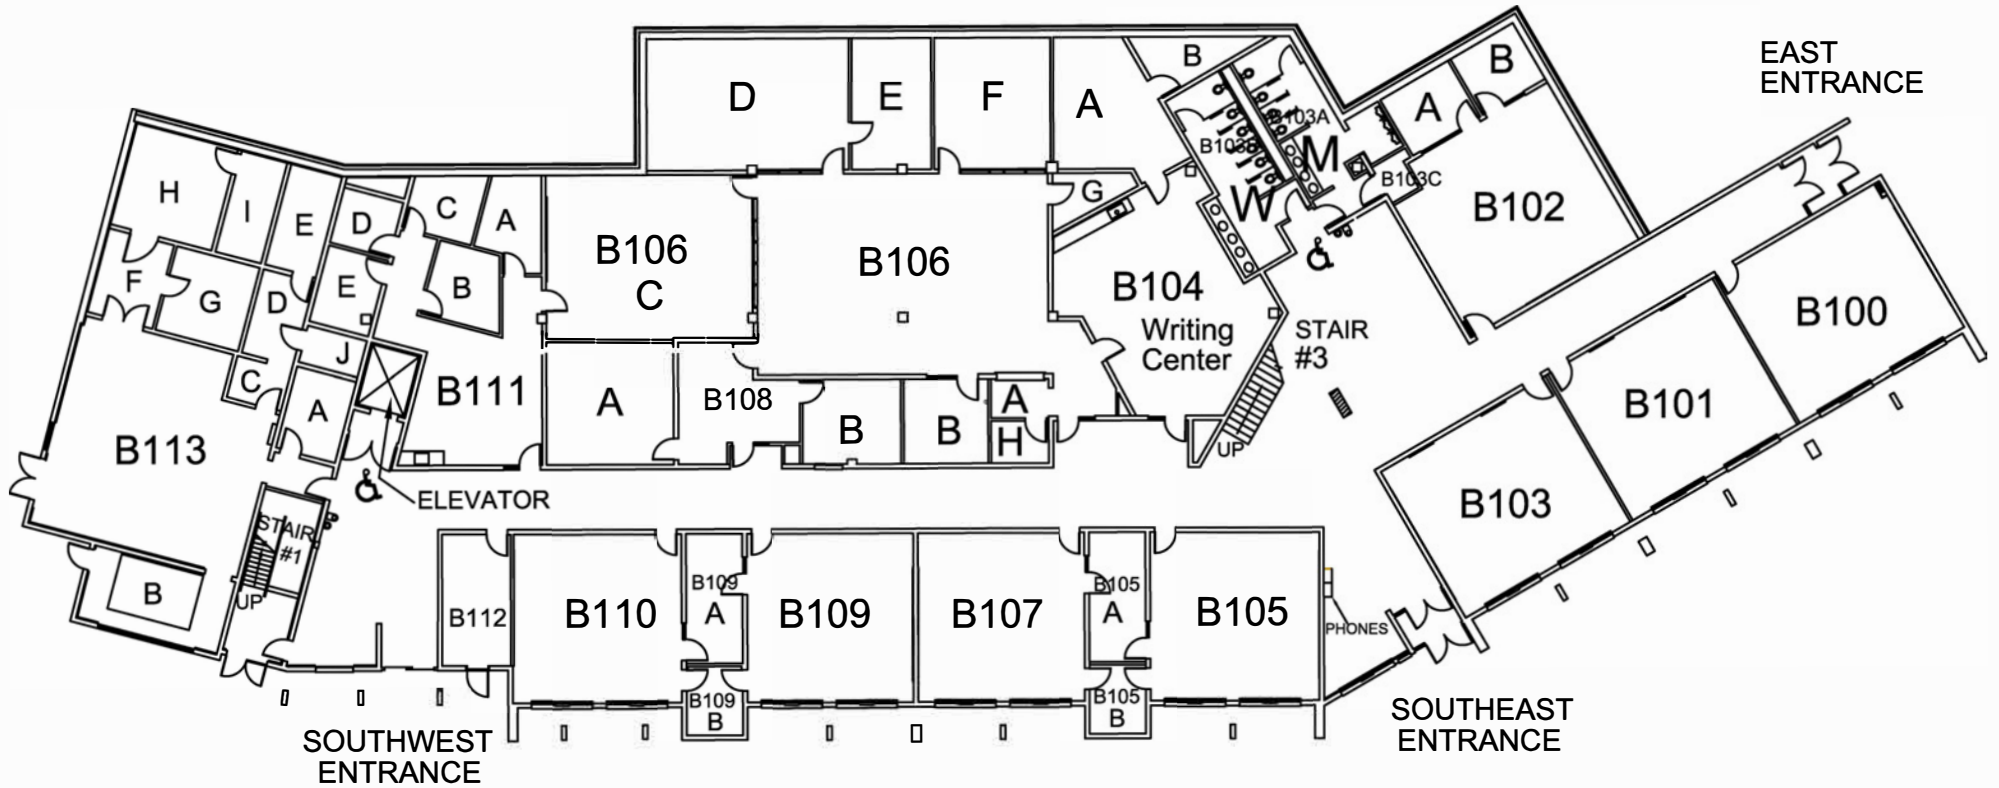 EAST
ENTRANCE
B
B
D
E
F
A
A
B103A
B103B
M
B103C
W
B102
H
I
E
D
C
A
G
B106
C
B106
B104
Writing
Center
STAIR
#3
UP
B100
F
G
D
E
B
J
C
A
B111
A
B108
B
B
A
H
B101
B113
ELEVATOR
B103
STAIR
#1
UP
B
B112
B110
B109
A
B109
B107
B105
A
B105
PHONES
B109
B
B105
B
SOUTHWEST
ENTRANCE
SOUTHEAST
ENTRANCE